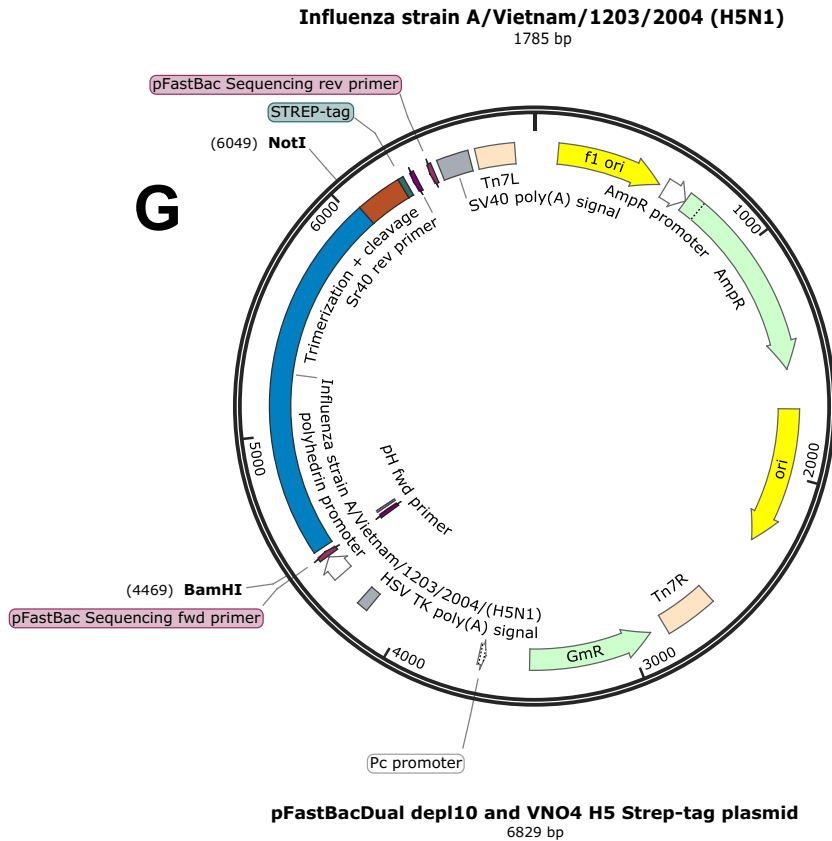 Influenza strain A/Vietnam/1203/2004 (H5N1)
1785 bp
pFastBac Sequencing rev primer
STREP-tag
(6049) NotI
G
Tn7L
SV40 poly(A) signal
f1 ori
AmpR promoter
AmpR
1000
6000
Trimerization + cleavage
Sr40 rev primer
5000
2000
ori
Influenza strain A/Vietnam/1203/2004/(H5N1)
polyhedrin promoter
pH fwd primer
(4469) BamHI
pFastBac Sequencing fwd primer
HSV TK poly(A) signal
Tn7R
GmR
3000
4000
Pc promoter
pFastBacDual depl10 and VNO4 H5 Strep-tag plasmid
6829 bp